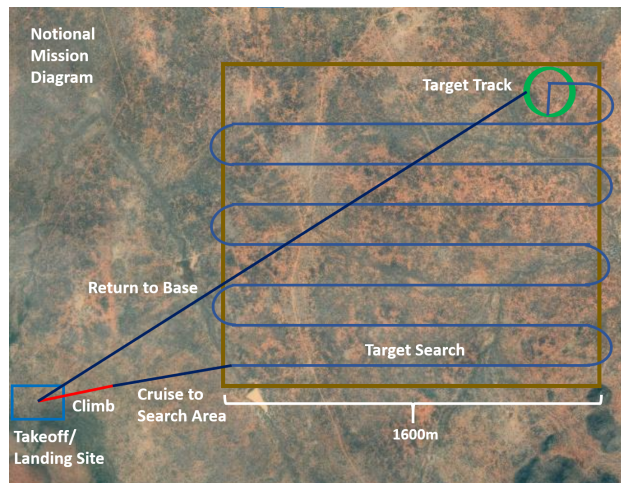 Notional
Mission
Diagram
Target Track
Return to Base
Target Search
Climb
Cruise to
Search Area
Takeoff/
Landing Site
1600m